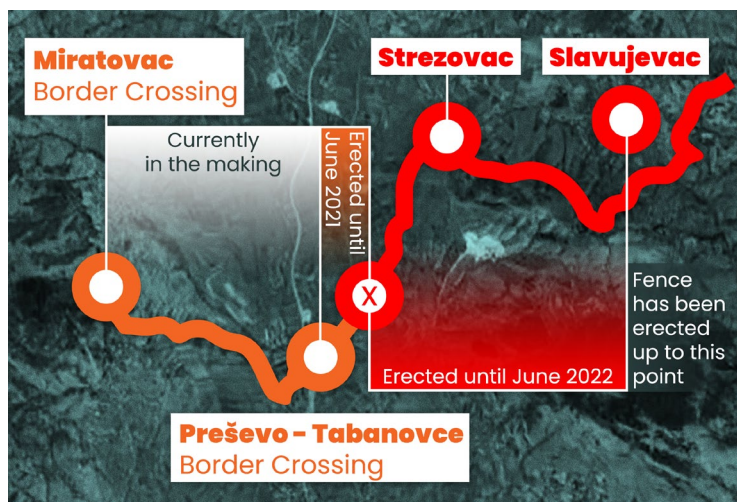 Miratovac
Border Crossing
Strezovac
Slavujevac
Currently
in the making
Erected until
June 2021
X
Fence
has been
erected
up to this
point
Erected until June 2022
Preševo - Tabanovce
Border Crossing